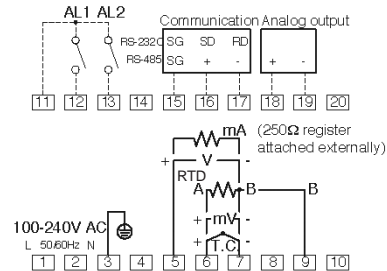 AL1 AL2
Communication Analog output
RS-232C SG SD RD
RS-485 SG + - + -
11 12 13 14 15 16 17 18 19 20
mA (250Ω register
attached externally)
+ V -
RTD
A B B
+ mV -
T.C.
100-240V AC
L 50/60Hz N
1 2 3 4 5 6 7 8 9 10